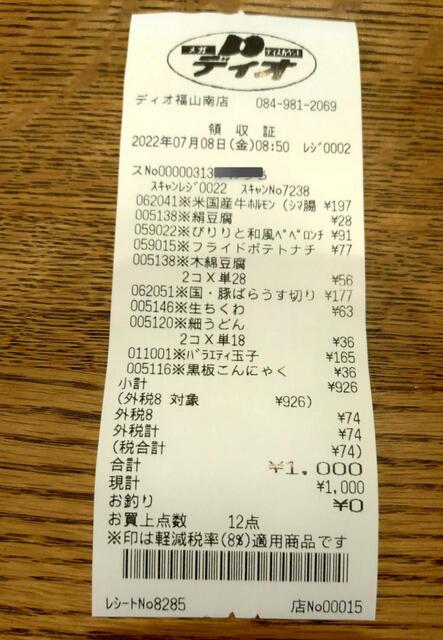 メガ ディスカウント
ディオ
ディオ福山南店 084-981-2069
領収証
2022年07月08日(金)08:50 レジ0002
スNo00000313
スキャンレジ0022 スキャンNo7238
062041※米国産牛ホルモン (シマ腸 ¥197
005138※絹豆腐 ¥28
059022※ぴりりと和風ペペロンチ ¥91
059015※フライドポテトナチ ¥77
005138※木綿豆腐
2コX単28 ¥56
062051※国・豚ばらうす切り ¥177
005146※生ちくわ ¥63
005120※細うどん
2コX単18 ¥36
011001※バラエティ玉子 ¥165
005116※黒板こんにゃく ¥36
小計 ¥926
(外税8 対象 ¥926)
外税8 ¥74
外税計 ¥74
(税合計 ¥74)
合計 ¥1,000
現計 ¥1,000
お釣り ¥0
お買上点数 12点
※印は軽減税率(8%)適用商品です
レシートNo8285 店No00015